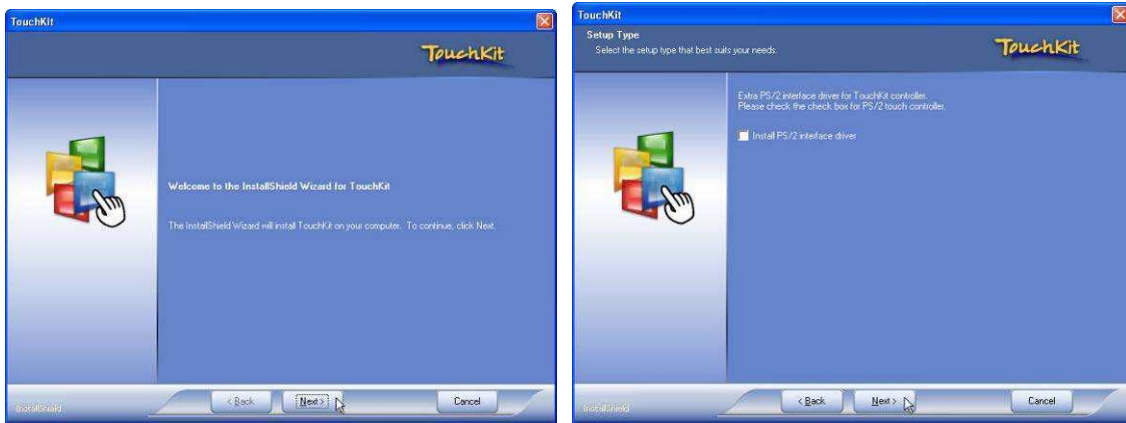 TouchKit
TouchKit
Welcome to the InstallShield Wizard for TouchKit
The InstallShield Wizard will install TouchKit on your computer. To continue, click Next.
InstallShield
< Back
Next >
Cancel
TouchKit
Setup Type
Select the setup type that best suits your needs.
TouchKit
Extra PS/2 interface driver for TouchKit controller.
Please check the check box for PS/2 touch controller.
Install PS/2 interface driver
InstallShield
< Back
Next >
Cancel